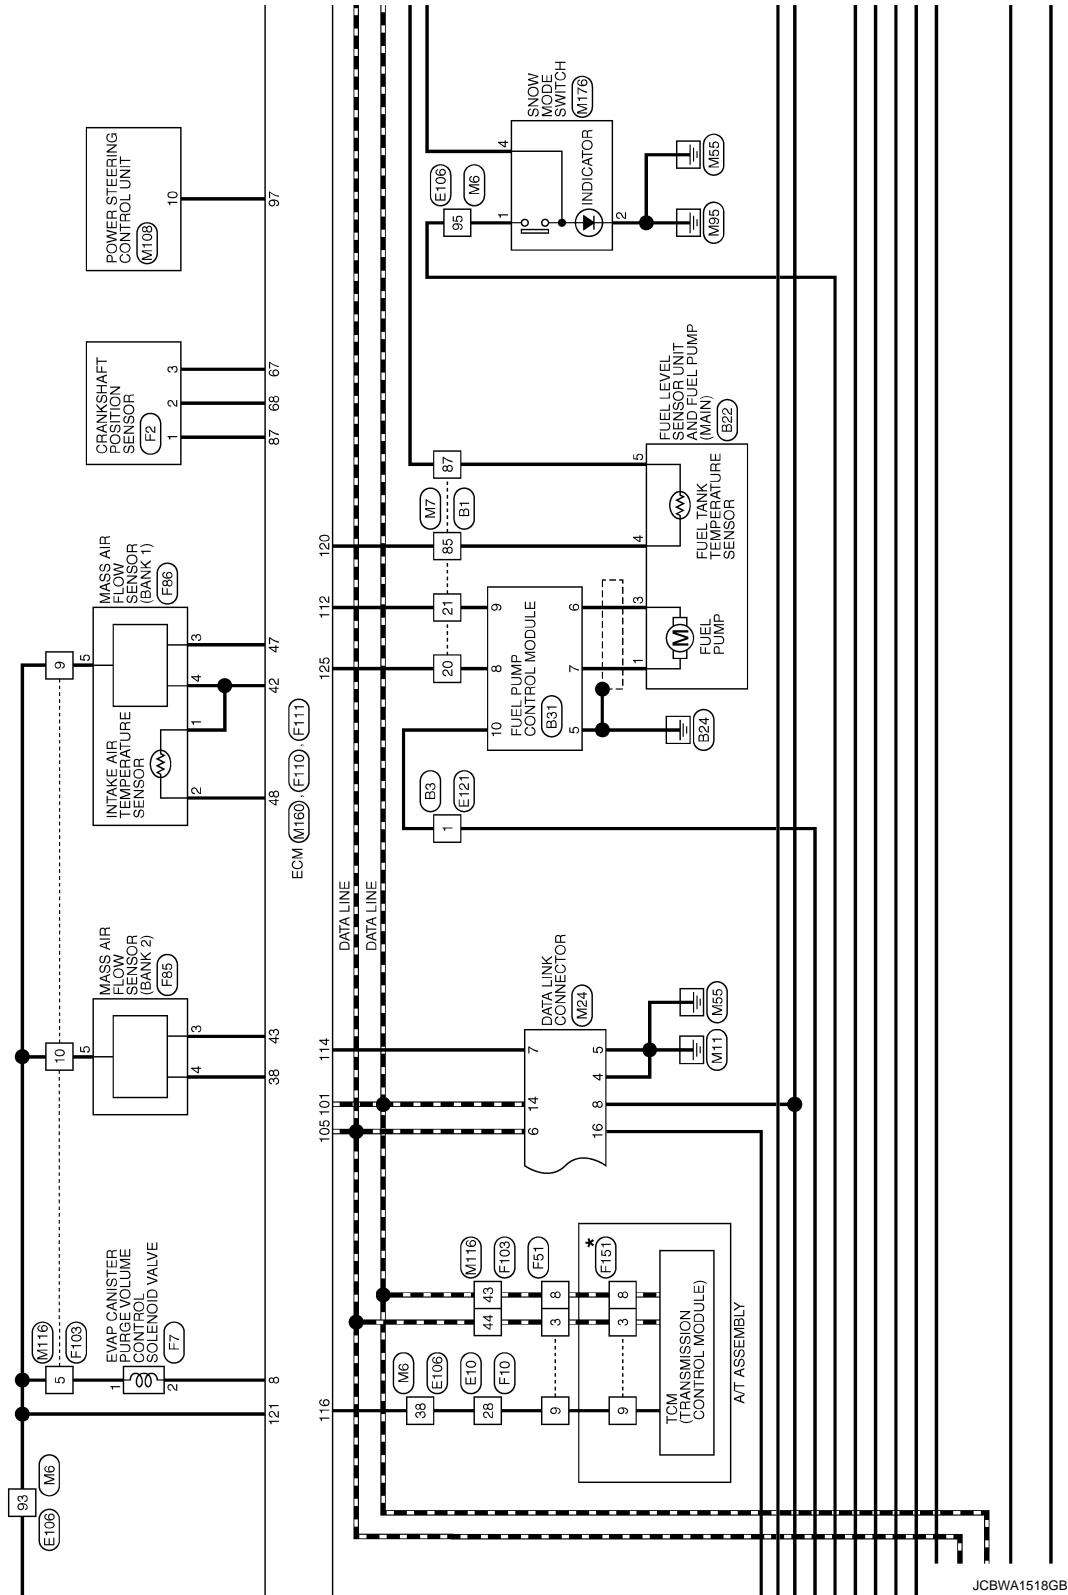 93
E106
M6
121
M116
F103
5
EVAP CANISTER
PURGE VOLUME
CONTROL
SOLENOID VALVE
F7
1
2
8
10
MASS AIR
FLOW
SENSOR
(BANK 2)
F85
5
4
3
38
43
9
MASS AIR
FLOW
SENSOR
(BANK 1)
F86
5
INTAKE AIR
TEMPERATURE
SENSOR
2
1
4
3
48
42
47
CRANKSHAFT
POSITION
SENSOR
F2
1
2
3
87
68
67
POWER STEERING
CONTROL UNIT
M108
10
97
ECM M160 , F110 , F111
116
105
101
114
125
112
120
DATA LINE
DATA LINE
M6
E106
38
E10
F10
28
M116
F103
44
43
F51
9
3
8
*
F151
9
3
8
TCM
(TRANSMISSION
CONTROL MODULE)
A/T ASSEMBLY
DATA LINK
CONNECTOR
M24
6
14
7
16
8
4
5
M11
M55
B3
E121
1
M7
B1
20
21
85
87
10
8
9
FUEL PUMP
CONTROL MODULE
B31
5
7
6
B24
1
3
4
5
M
FUEL
PUMP
FUEL TANK
TEMPERATURE
SENSOR
FUEL LEVEL
SENSOR UNIT
AND FUEL PUMP
(MAIN)
B22
E106
M6
95
SNOW
MODE
SWITCH
M176
1
4
INDICATOR
2
M95
M55
JCBWA1518GB